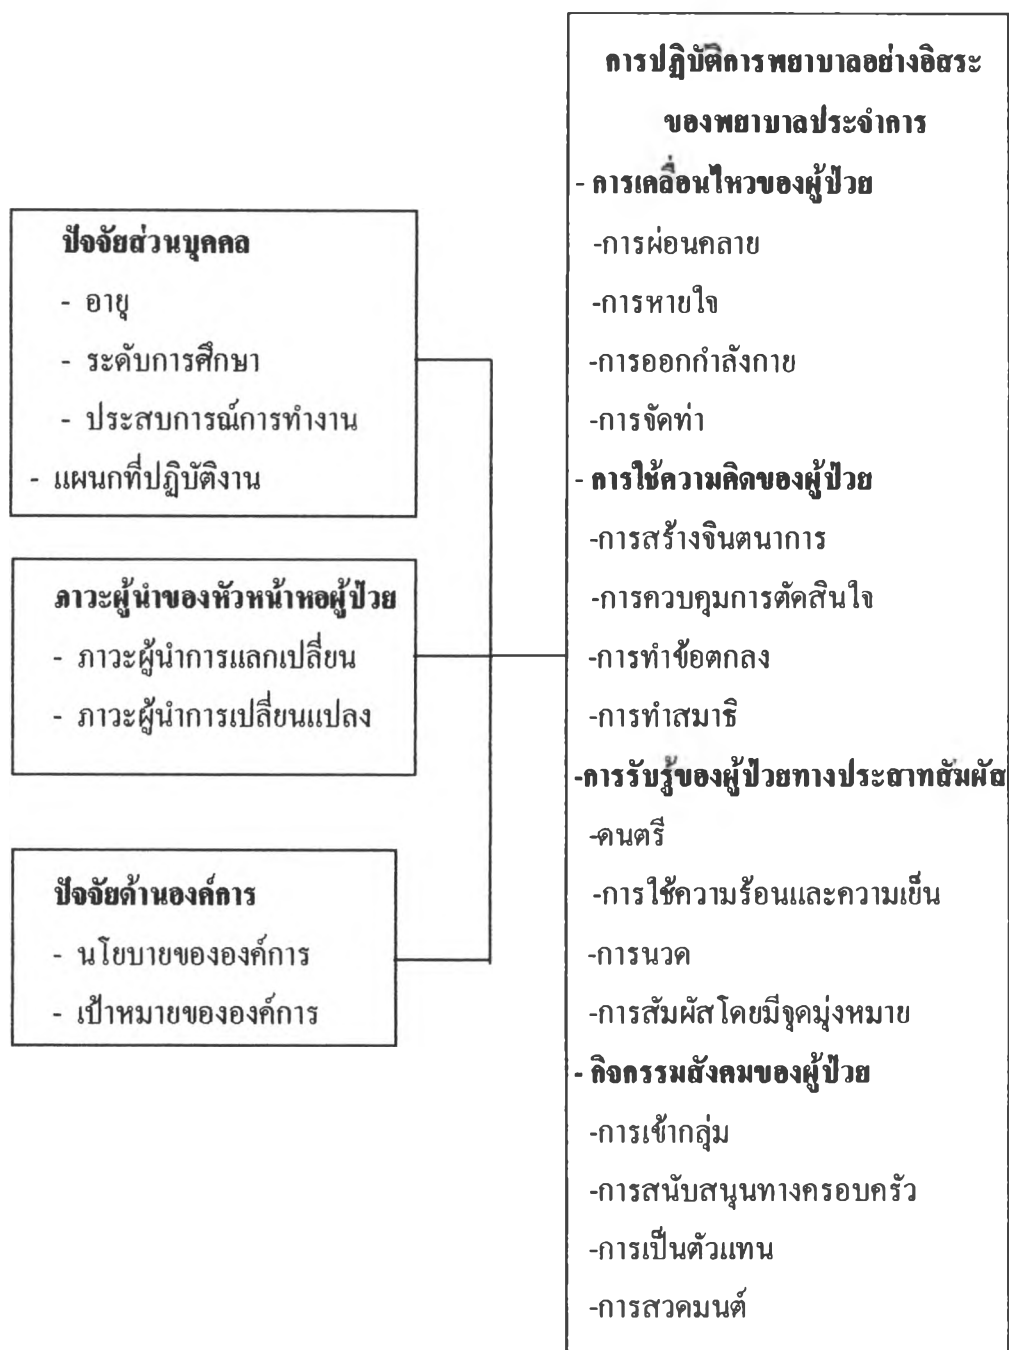 ปัจจัยส่วนบุคคล
- อายุ
- ระดับการศึกษา
- ประสบการณ์การทำงาน
- แผนกที่ปฏิบัติงาน
ภาวะผู้นำของหัวหน้าหอผู้ป่วย
- ภาวะผู้นำการแลกเปลี่ยน
- ภาวะผู้นำการเปลี่ยนแปลง
ปัจจัยด้านองค์การ
- นโยบายขององค์การ
- เป้าหมายขององค์การ
การปฏิบัติการพยาบาลอย่างอิสระ
ของพยาบาลประจำการ
- การเคลื่อนไหวของผู้ป่วย
-การผ่อนคลาย
-การหายใจ
-การออกกำลังกาย
-การจัดท่า
- การใช้ความคิดของผู้ป่วย
-การสร้างจินตนาการ
-การควบคุมการตัดสินใจ
-การทำข้อตกลง
-การทำสมาธิ
-การรับรู้ของผู้ป่วยทางประสาทสัมผัส
-ดนตรี
-การใช้ความร้อนและความเย็น
-การนวด
-การสัมผัสโดยมีจุดมุ่งหมาย
- กิจกรรมสังคมของผู้ป่วย
-การเข้ากลุ่ม
-การสนับสนุนทางครอบครัว
-การเป็นตัวแทน
-การสวดมนต์